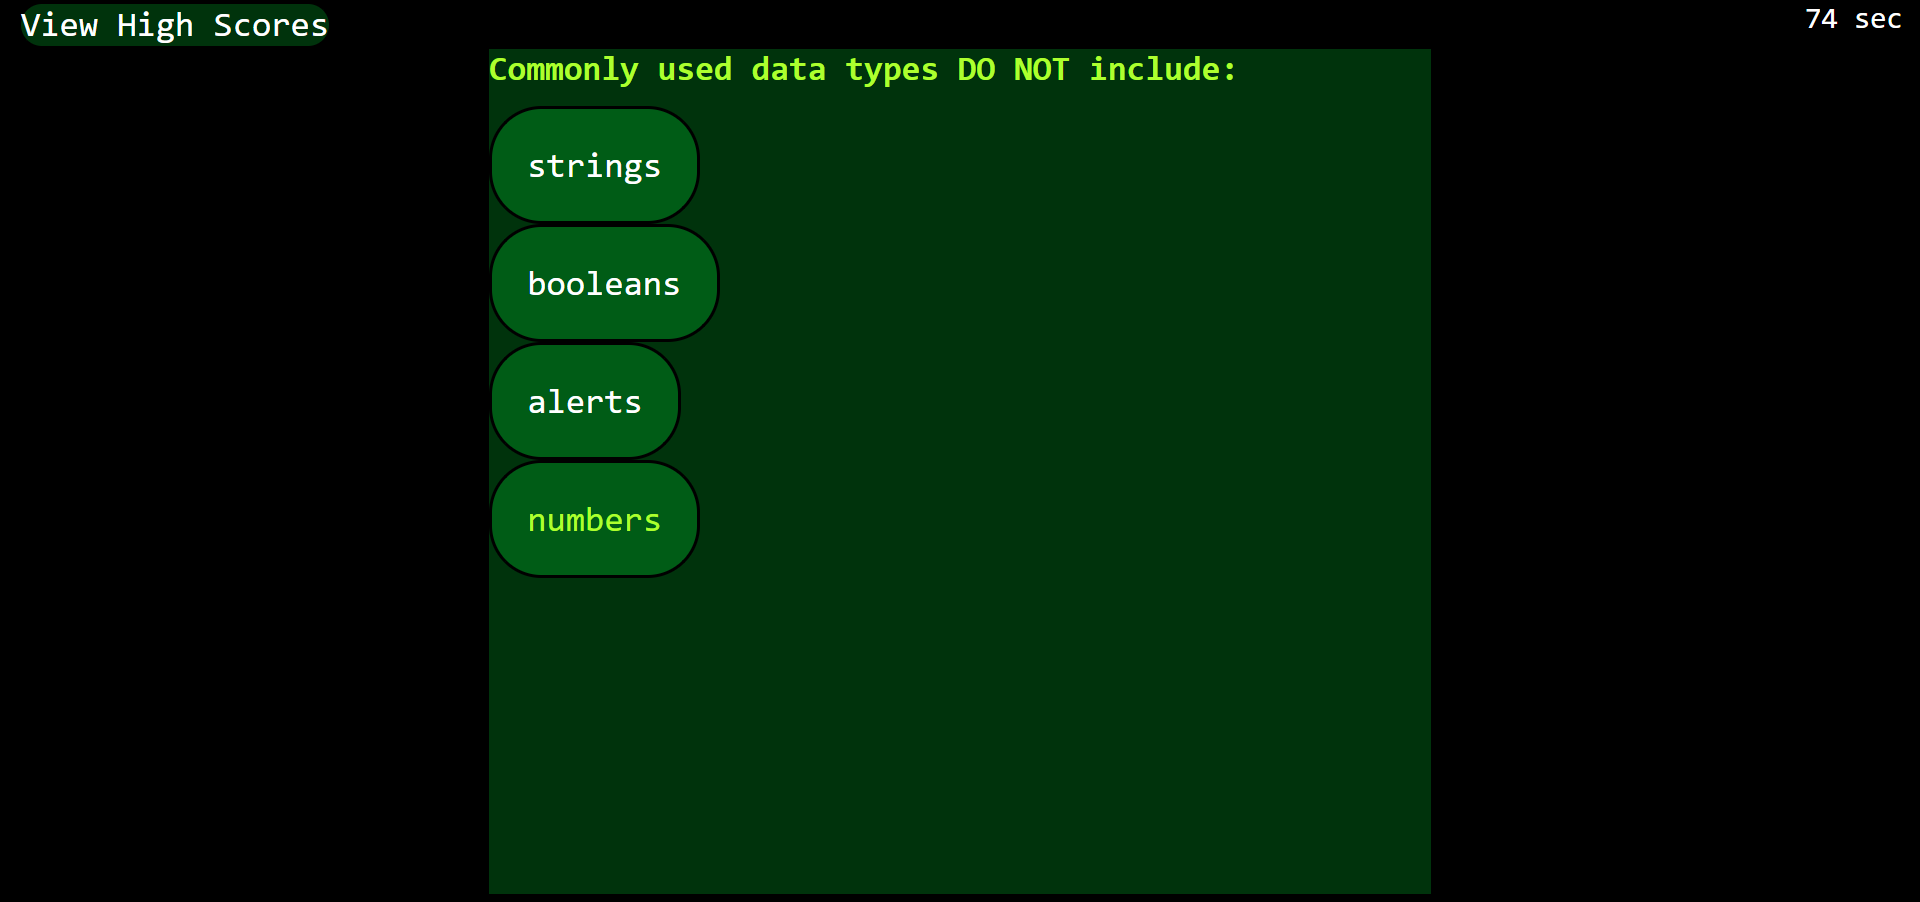 View High Scores
74 sec
Commonly used data types DO NOT include:
strings
booleans
alerts
numbers